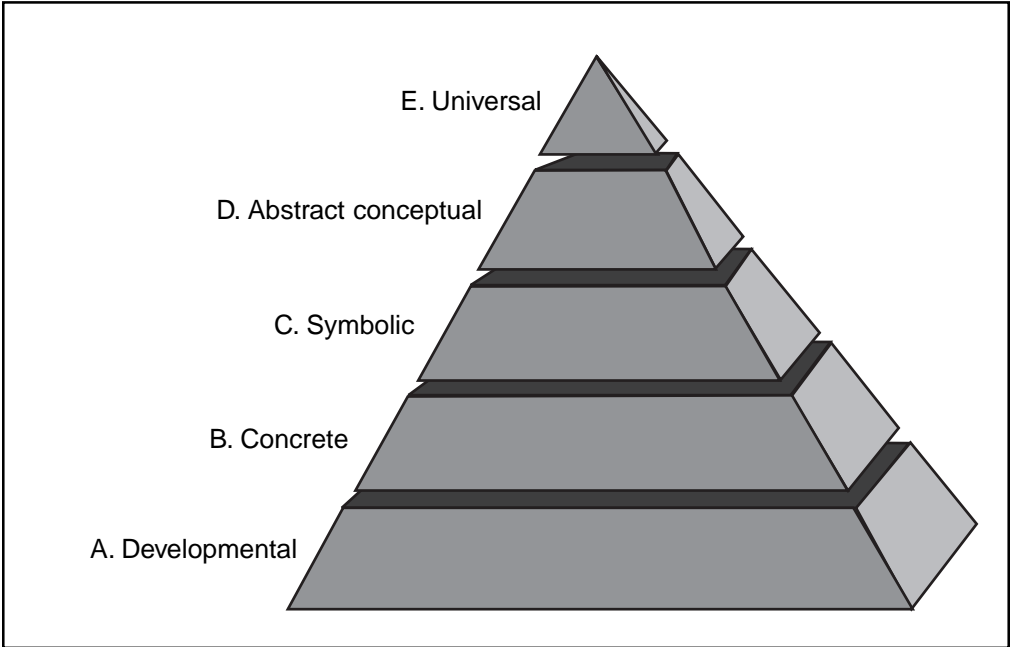 E. Universal
D. Abstract conceptual
C. Symbolic
B. Concrete
A. Developmental